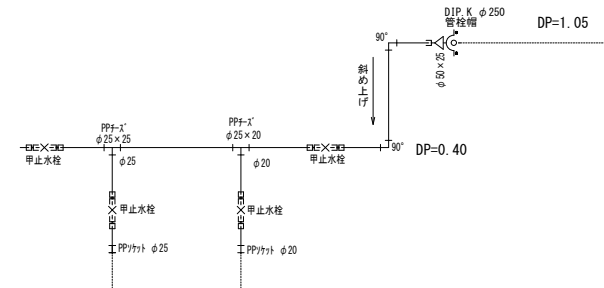 DIP.K φ250
管栓帽
DP=1.05
90°
φ50×25
斜め上げ
PPﾁｰｽﾞ
φ25×25
PPﾁｰｽﾞ
φ25×20
90°
DP=0.40
甲止水栓
φ25
φ20
甲止水栓
甲止水栓
甲止水栓
PPｿｹｯﾄ φ25
PPｿｹｯﾄ φ20